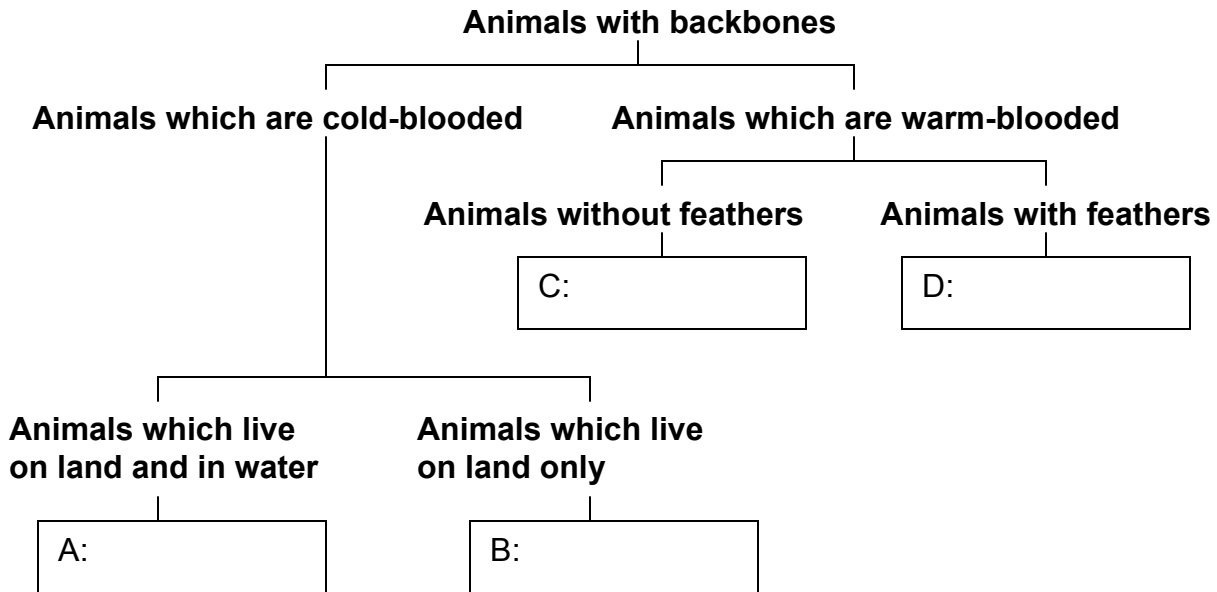 Animals with backbones
Animals which are cold-blooded
Animals which are warm-blooded
Animals without feathers
Animals with feathers
C:
D:
Animals which live
on land and in water
Animals which live
on land only
A:
B: